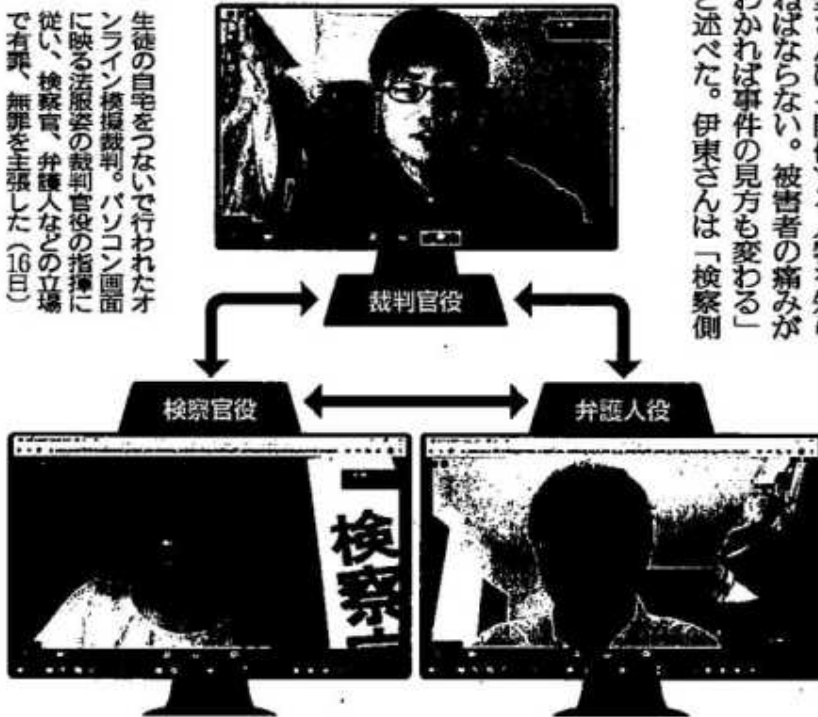 ねばならない。被害者の痛みが
わかれば事件の見方も変わる」
と述べた。伊東さんは「検察側
生徒の自宅をつないで行われたオ
ンライン模擬裁判。パソコン画面
に映る法服姿の裁判官役の指揮に
従い、検察官、弁護人などの立場
で有罪、無罪を主張した（16日）
裁判官役
検察官役
弁護人役
検察官